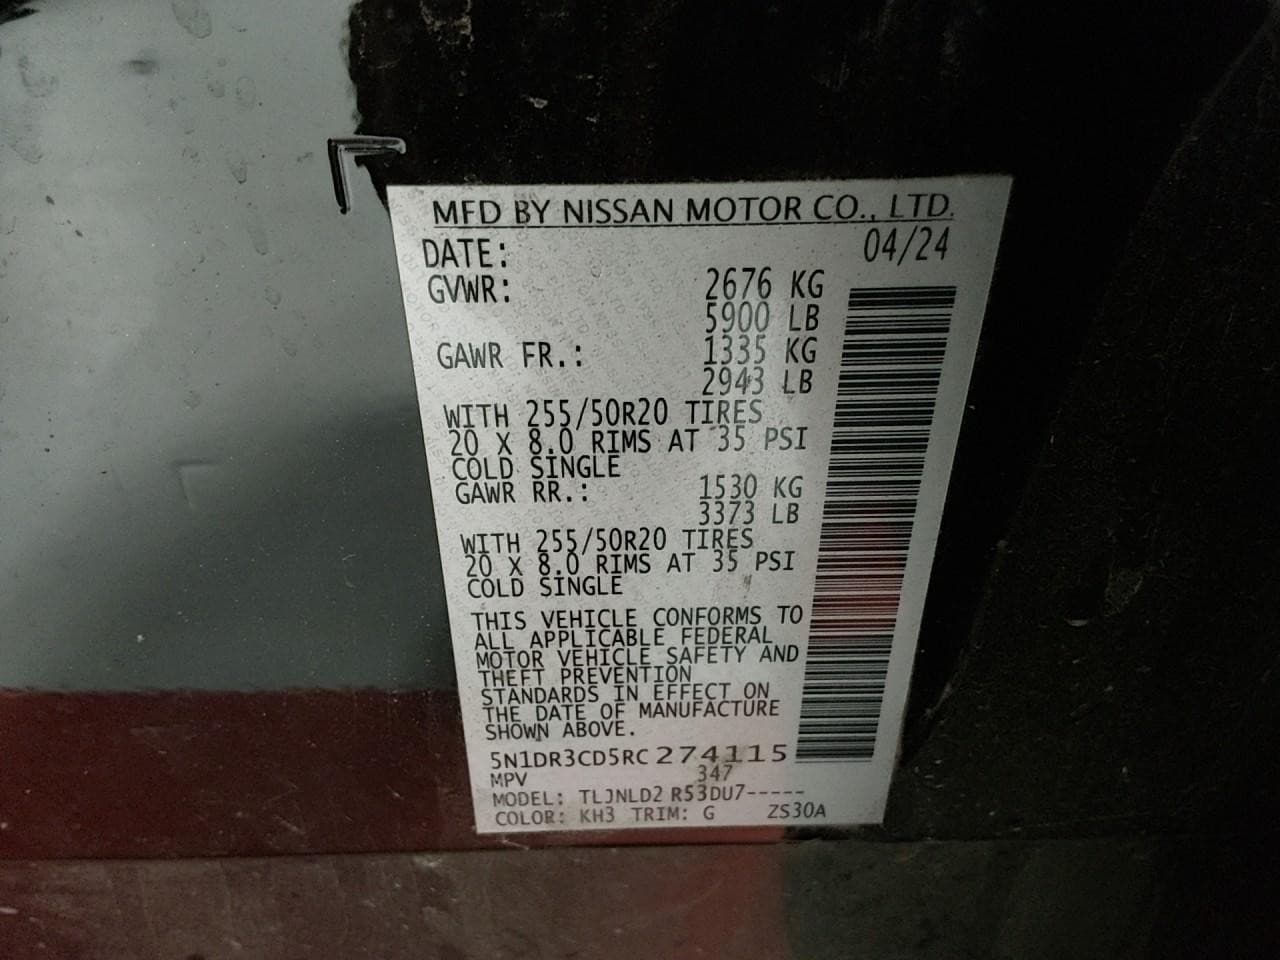 MFD BY NISSAN MOTOR CO., LTD.
DATE: 04/24
GVWR: 2676 KG
5900 LB
GAWR FR.: 1335 KG
2943 LB
WITH 255/50R20 TIRES
20 X 8.0 RIMS AT 35 PSI
COLD SINGLE
GAWR RR.: 1530 KG
3373 LB
WITH 255/50R20 TIRES
20 X 8.0 RIMS AT 35 PSI
COLD SINGLE
THIS VEHICLE CONFORMS TO
ALL APPLICABLE FEDERAL
MOTOR VEHICLE SAFETY AND
THEFT PREVENTION
STANDARDS IN EFFECT ON
THE DATE OF MANUFACTURE
SHOWN ABOVE.
5N1DR3CD5RC274115
MPV 347
MODEL: TLJNLD2 R53DU7-----
COLOR: KH3 TRIM: G ZS30A